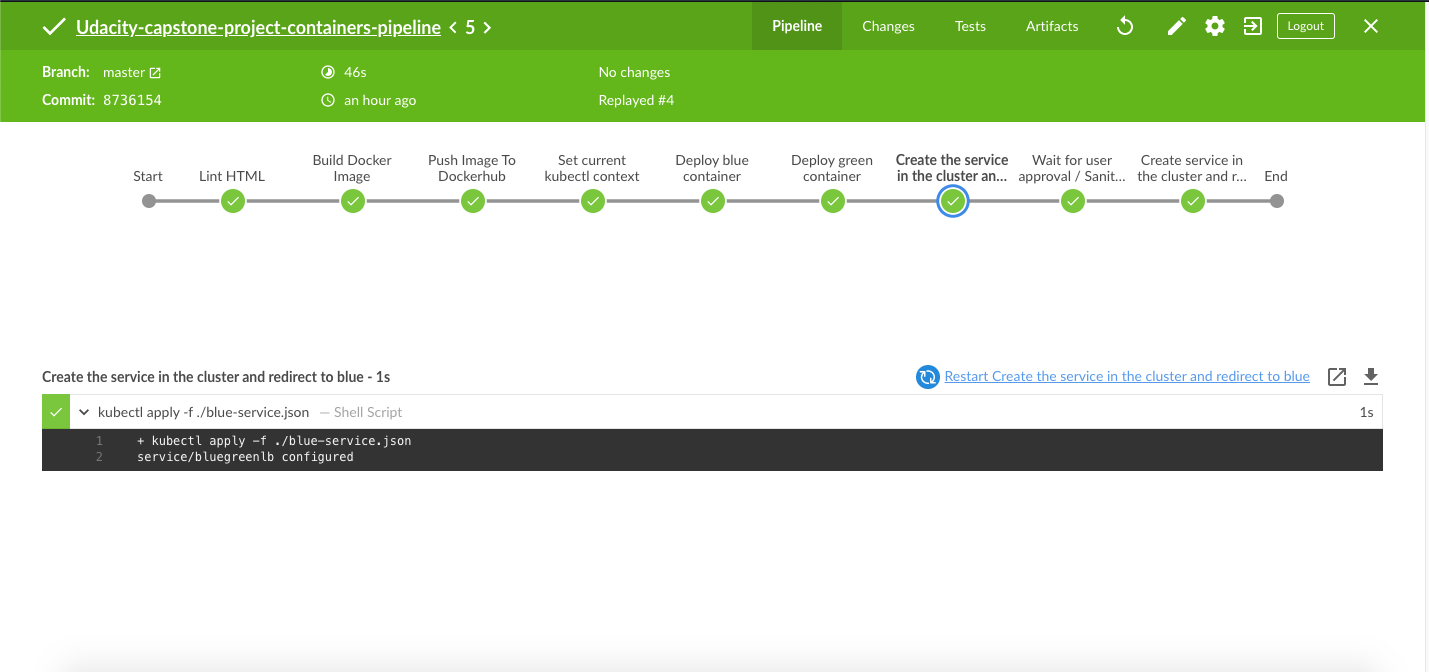 Udacity-capstone-project-containers-pipeline < 5 >
Pipeline
Changes
Tests
Artifacts
Logout
Branch: master
46s
No changes
Commit: 8736154
an hour ago
Replayed #4
Start
Lint HTML
Build Docker
Image
Push Image To
Dockerhub
Set current
kubectl context
Deploy blue
container
Deploy green
container
Create the service
in the cluster an...
Wait for user
approval / Sanit...
Create service in
the cluster and r...
End
Create the service in the cluster and redirect to blue - 1s
Restart Create the service in the cluster and redirect to blue
kubectl apply -f ./blue-service.json — Shell Script
1s
1 + kubectl apply -f ./blue-service.json
2 service/bluegreenlb configured